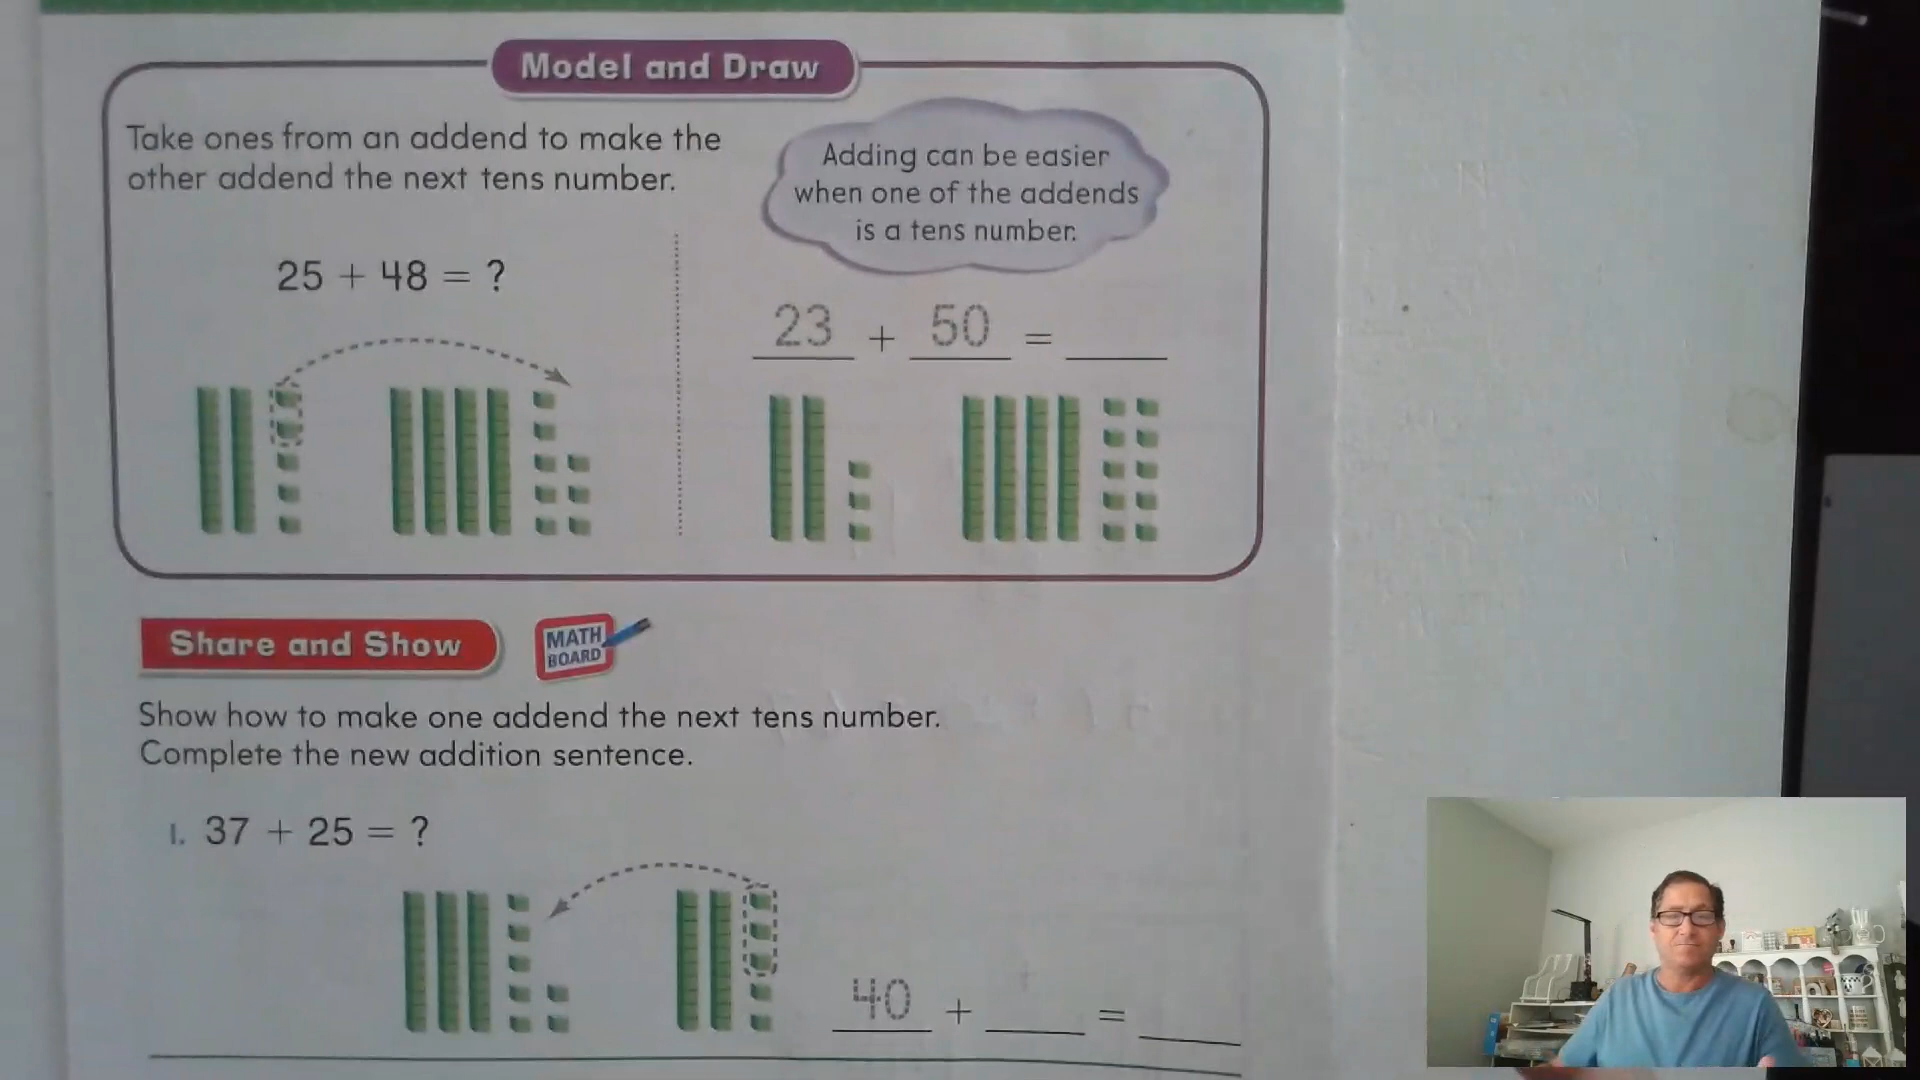 Model and Draw
Take ones from an addend to make the
other addend the next tens number.
Adding can be easier
when one of the addends
is a tens number.
25 + 48 = ?
23 + 50 = ___
Share and Show
MATH
BOARD
Show how to make one addend the next tens number.
Complete the new addition sentence.
1. 37 + 25 = ?
40 + ___ = ___